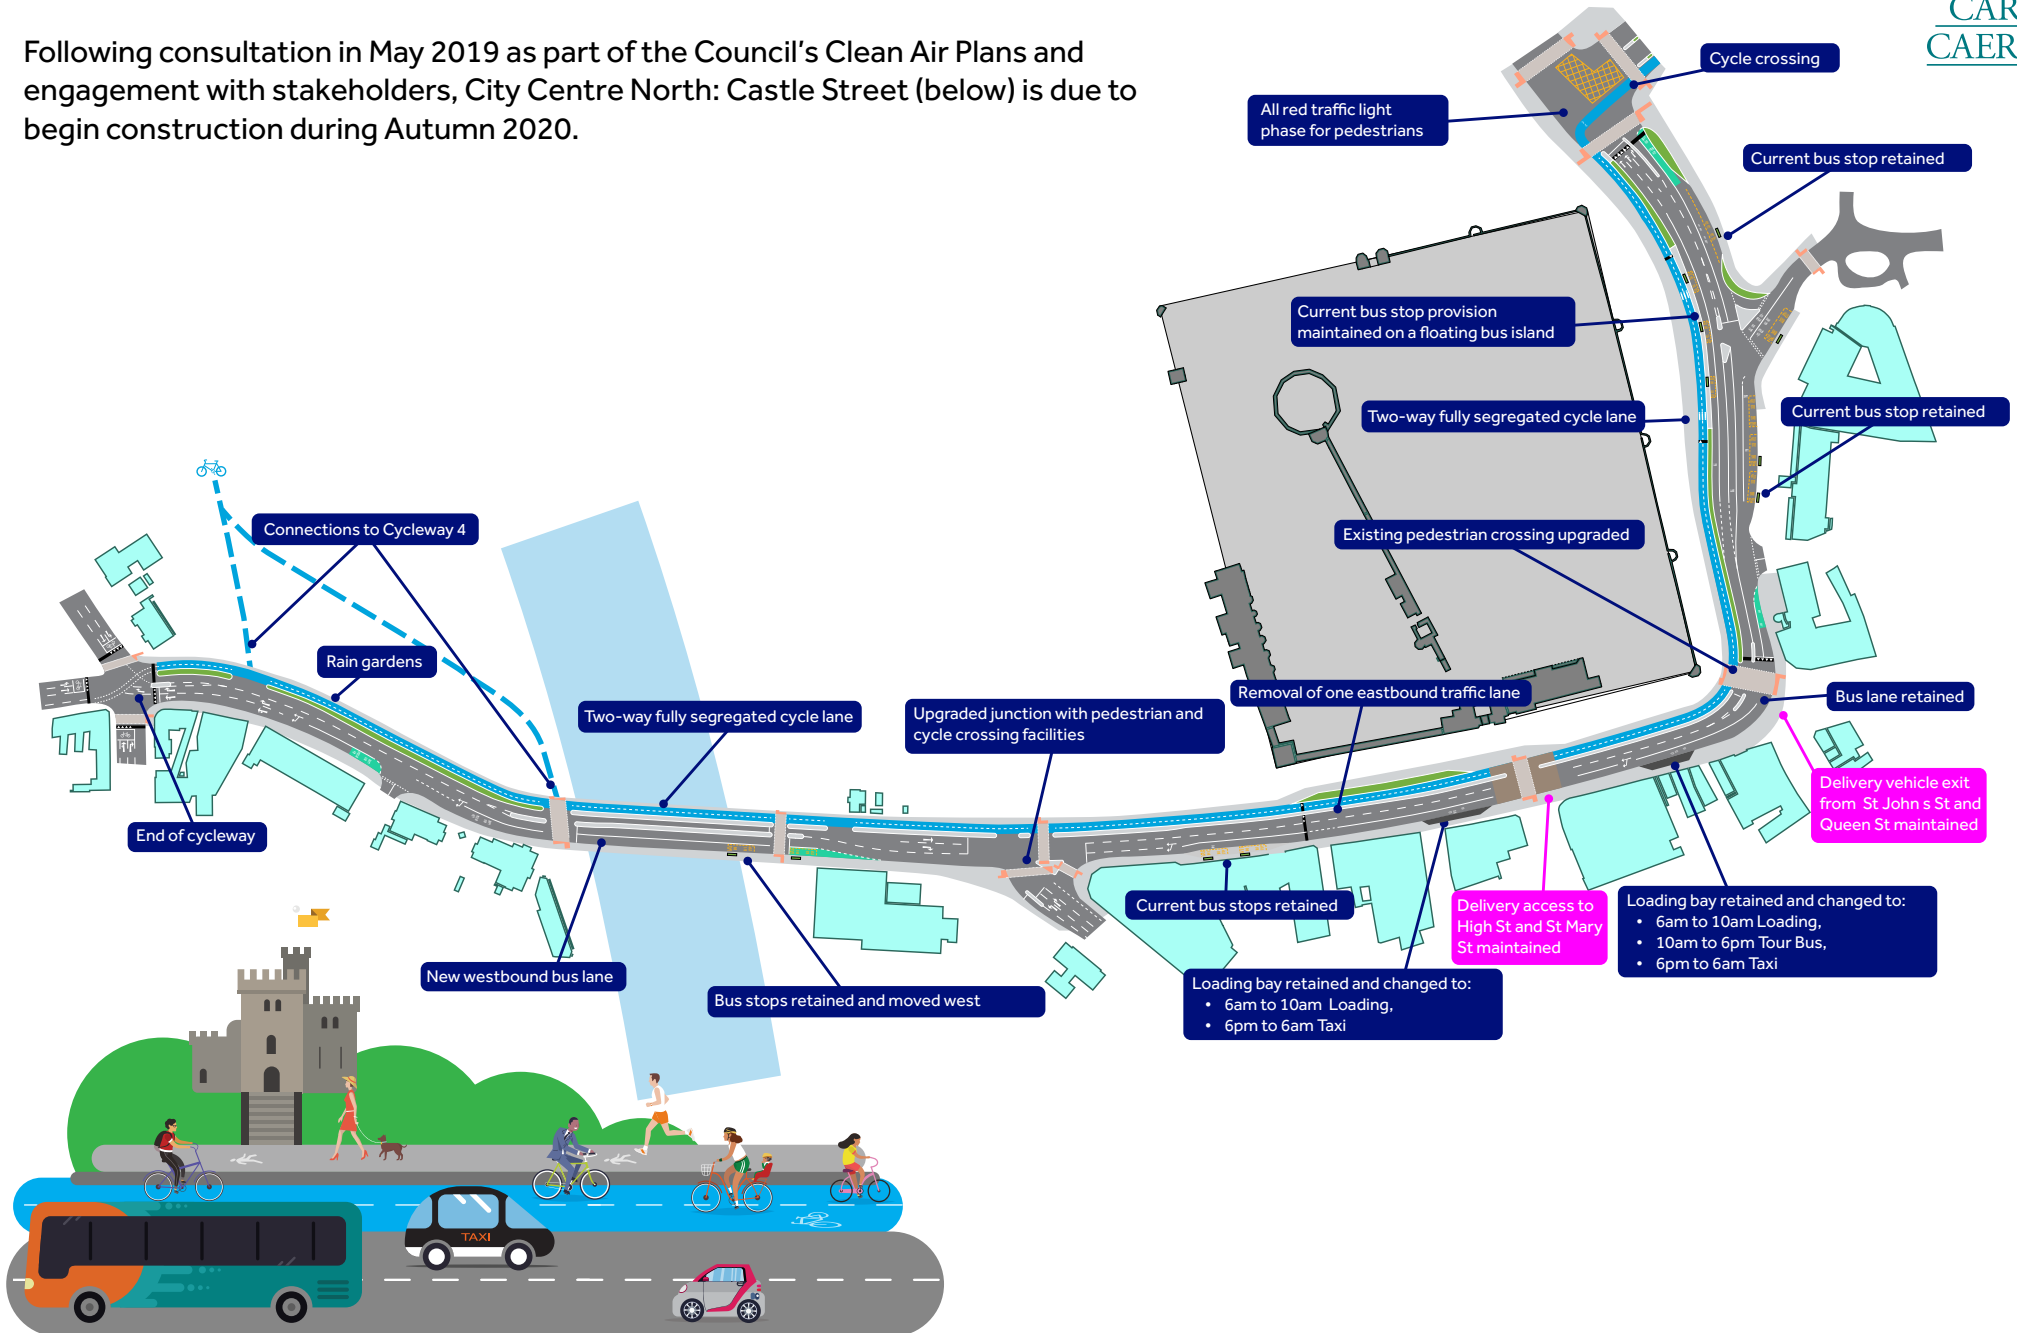 Following consultation in May 2019 as part of the Council's Clean Air Plans and
engagement with stakeholders, City Centre North: Castle Street (below) is due to
begin construction during Autumn 2020.
CAR
CAER
Cycle crossing
All red traffic light
phase for pedestrians
Current bus stop retained
Current bus stop provision
maintained on a floating bus island
Two-way fully segregated cycle lane
Current bus stop retained
Existing pedestrian crossing upgraded
Connections to Cycleway 4
Rain gardens
Two-way fully segregated cycle lane
Upgraded junction with pedestrian and
cycle crossing facilities
Removal of one eastbound traffic lane
Bus lane retained
Delivery vehicle exit
from St John s St and
Queen St maintained
End of cycleway
Current bus stops retained
Delivery access to
High St and St Mary
St maintained
Loading bay retained and changed to:
• 6am to 10am Loading,
• 10am to 6pm Tour Bus,
• 6pm to 6am Taxi
New westbound bus lane
Bus stops retained and moved west
Loading bay retained and changed to:
• 6am to 10am Loading,
• 6pm to 6am Taxi
TAXI